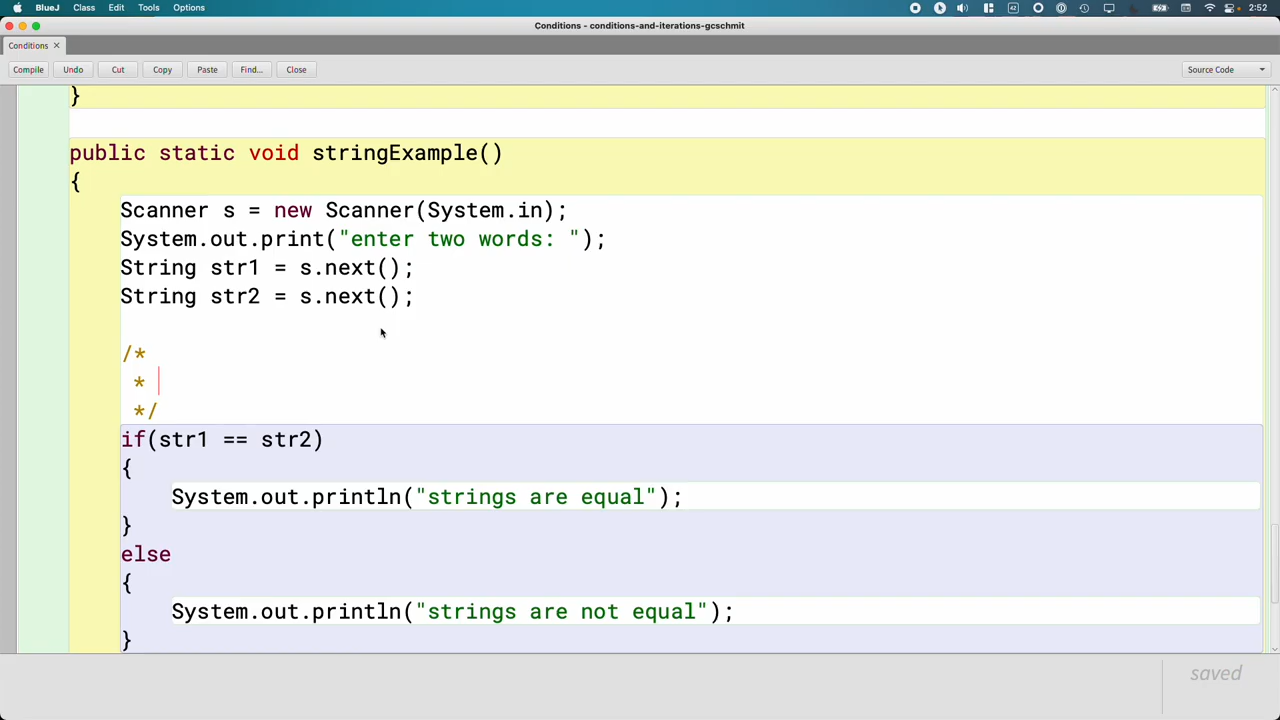 BlueJ Class Edit Tools Options 2:52
Conditions - conditions-and-iterations-gcschmit
Conditions ×
Compile Undo Cut Copy Paste Find... Close Source Code
}
public static void stringExample()
{
Scanner s = new Scanner(System.in);
System.out.print("enter two words: ");
String str1 = s.next();
String str2 = s.next();
/*
*
*/
if(str1 == str2)
{
System.out.println("strings are equal");
}
else
{
System.out.println("strings are not equal");
}
saved